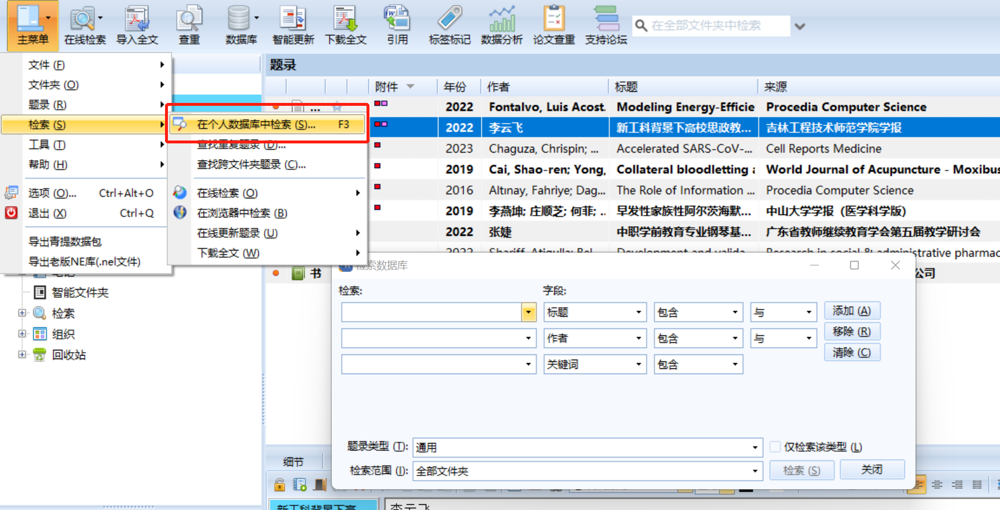 主菜单
在线检索
导入全文
查重
数据库
智能更新
下载全文
引用
标签标记
数据分析
论文查重
支持论坛
在全部文件夹中检索
文件 (F)
文件夹 (O)
题录 (R)
检索 (S)
工具 (T)
帮助 (H)
选项 (O)... Ctrl+Alt+O
退出 (X) Ctrl+Q
导出青提数据包
导出老版NE库(.nel文件)
在个人数据库中检索 (S)... F3
查找重复题录 (D)...
查找跨文件夹题录 (C)...
在线检索 (O)
在浏览器中检索 (B)
在线更新题录 (U)
下载全文 (W)
智能文件夹
检索
组织
回收站
题录
附件 年份 作者 标题 来源
... 2022 Fontalvo, Luis Acost. Modeling Energy-Efficie Procedia Computer Science
2022 李云飞 新工科背景下高校思政教... 吉林工程技术师范学院学报
2023 Chaguza, Chrispin; ... Accelerated SARS-CoV-... Cell Reports Medicine
2019 Cai, Shao-ren; Yong, Collateral bloodletting a World Journal of Acupuncture - Moxibus
2016 Altınay, Fahriye; Dag... The Role of Information ... Procedia Computer Science
2019 李燕坤; 庄顺芝; 何菲; .. 早发性家族性阿尔茨海默... 中山大学学报（医学科学版)
2022 张婕 中职学前教育专业钢琴基... 广东省教师继续教育学会第五届教学研讨会
2022 Shariff, Atiqulla; Bel Development and valida Research in social & administrative pharmac
书 公司
检索数据库
检索: 字段:
标题 包含 与 添加 (A)
作者 包含 与 移除 (R)
关键词 包含 清除 (C)
题录类型 (T): 通用 仅检索该类型 (L)
检索范围 (I): 全部文件夹 检索 (S) 关闭
细节
新工科背景下高
李云飞